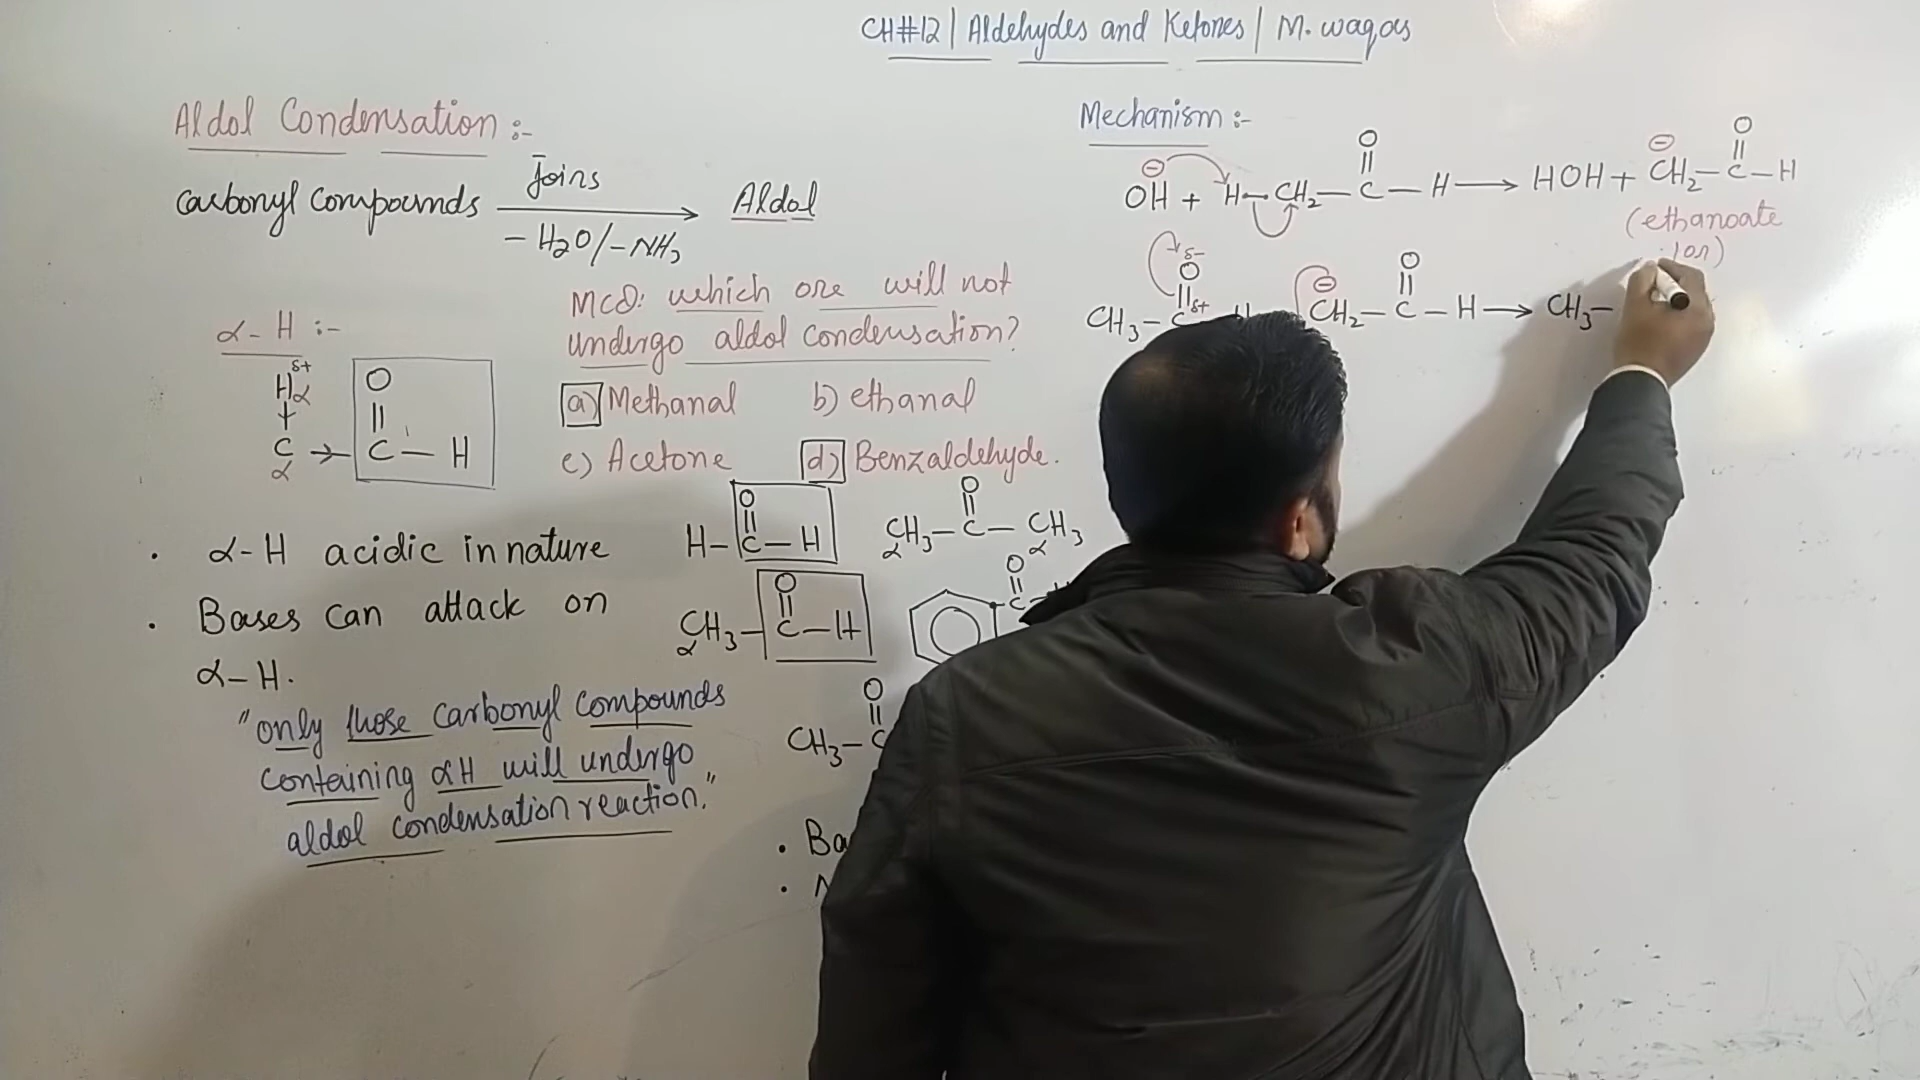 CH#12 | Aldehydes and Ketones | M. waqas
Aldol Condensation :-
Carbonyl Compounds
Joins
-H2O/-NH3
Aldol
α-H :-
δ+
Hα
C
α
O
C - H
MCQ: which one will not
undergo aldol condensation?
a) Methanal b) ethanal
c) Acetone d) Benzaldehyde.
O
H-C-H
O
CH3-C-CH3
α α
O
CH3-C-H
α
O
C
O
CH3-C
· α-H acidic in nature
· Bases can attack on
α-H.
"only those carbonyl compounds
containing αH will undergo
aldol condensation reaction."
Mechanism :-
⊖ O ⊖ O
OH + H-CH2-C-H → HOH + CH2-C-H
(ethanoate
ion)
δ-
O ⊖ O
δ+
CH3-C CH2-C-H → CH3-